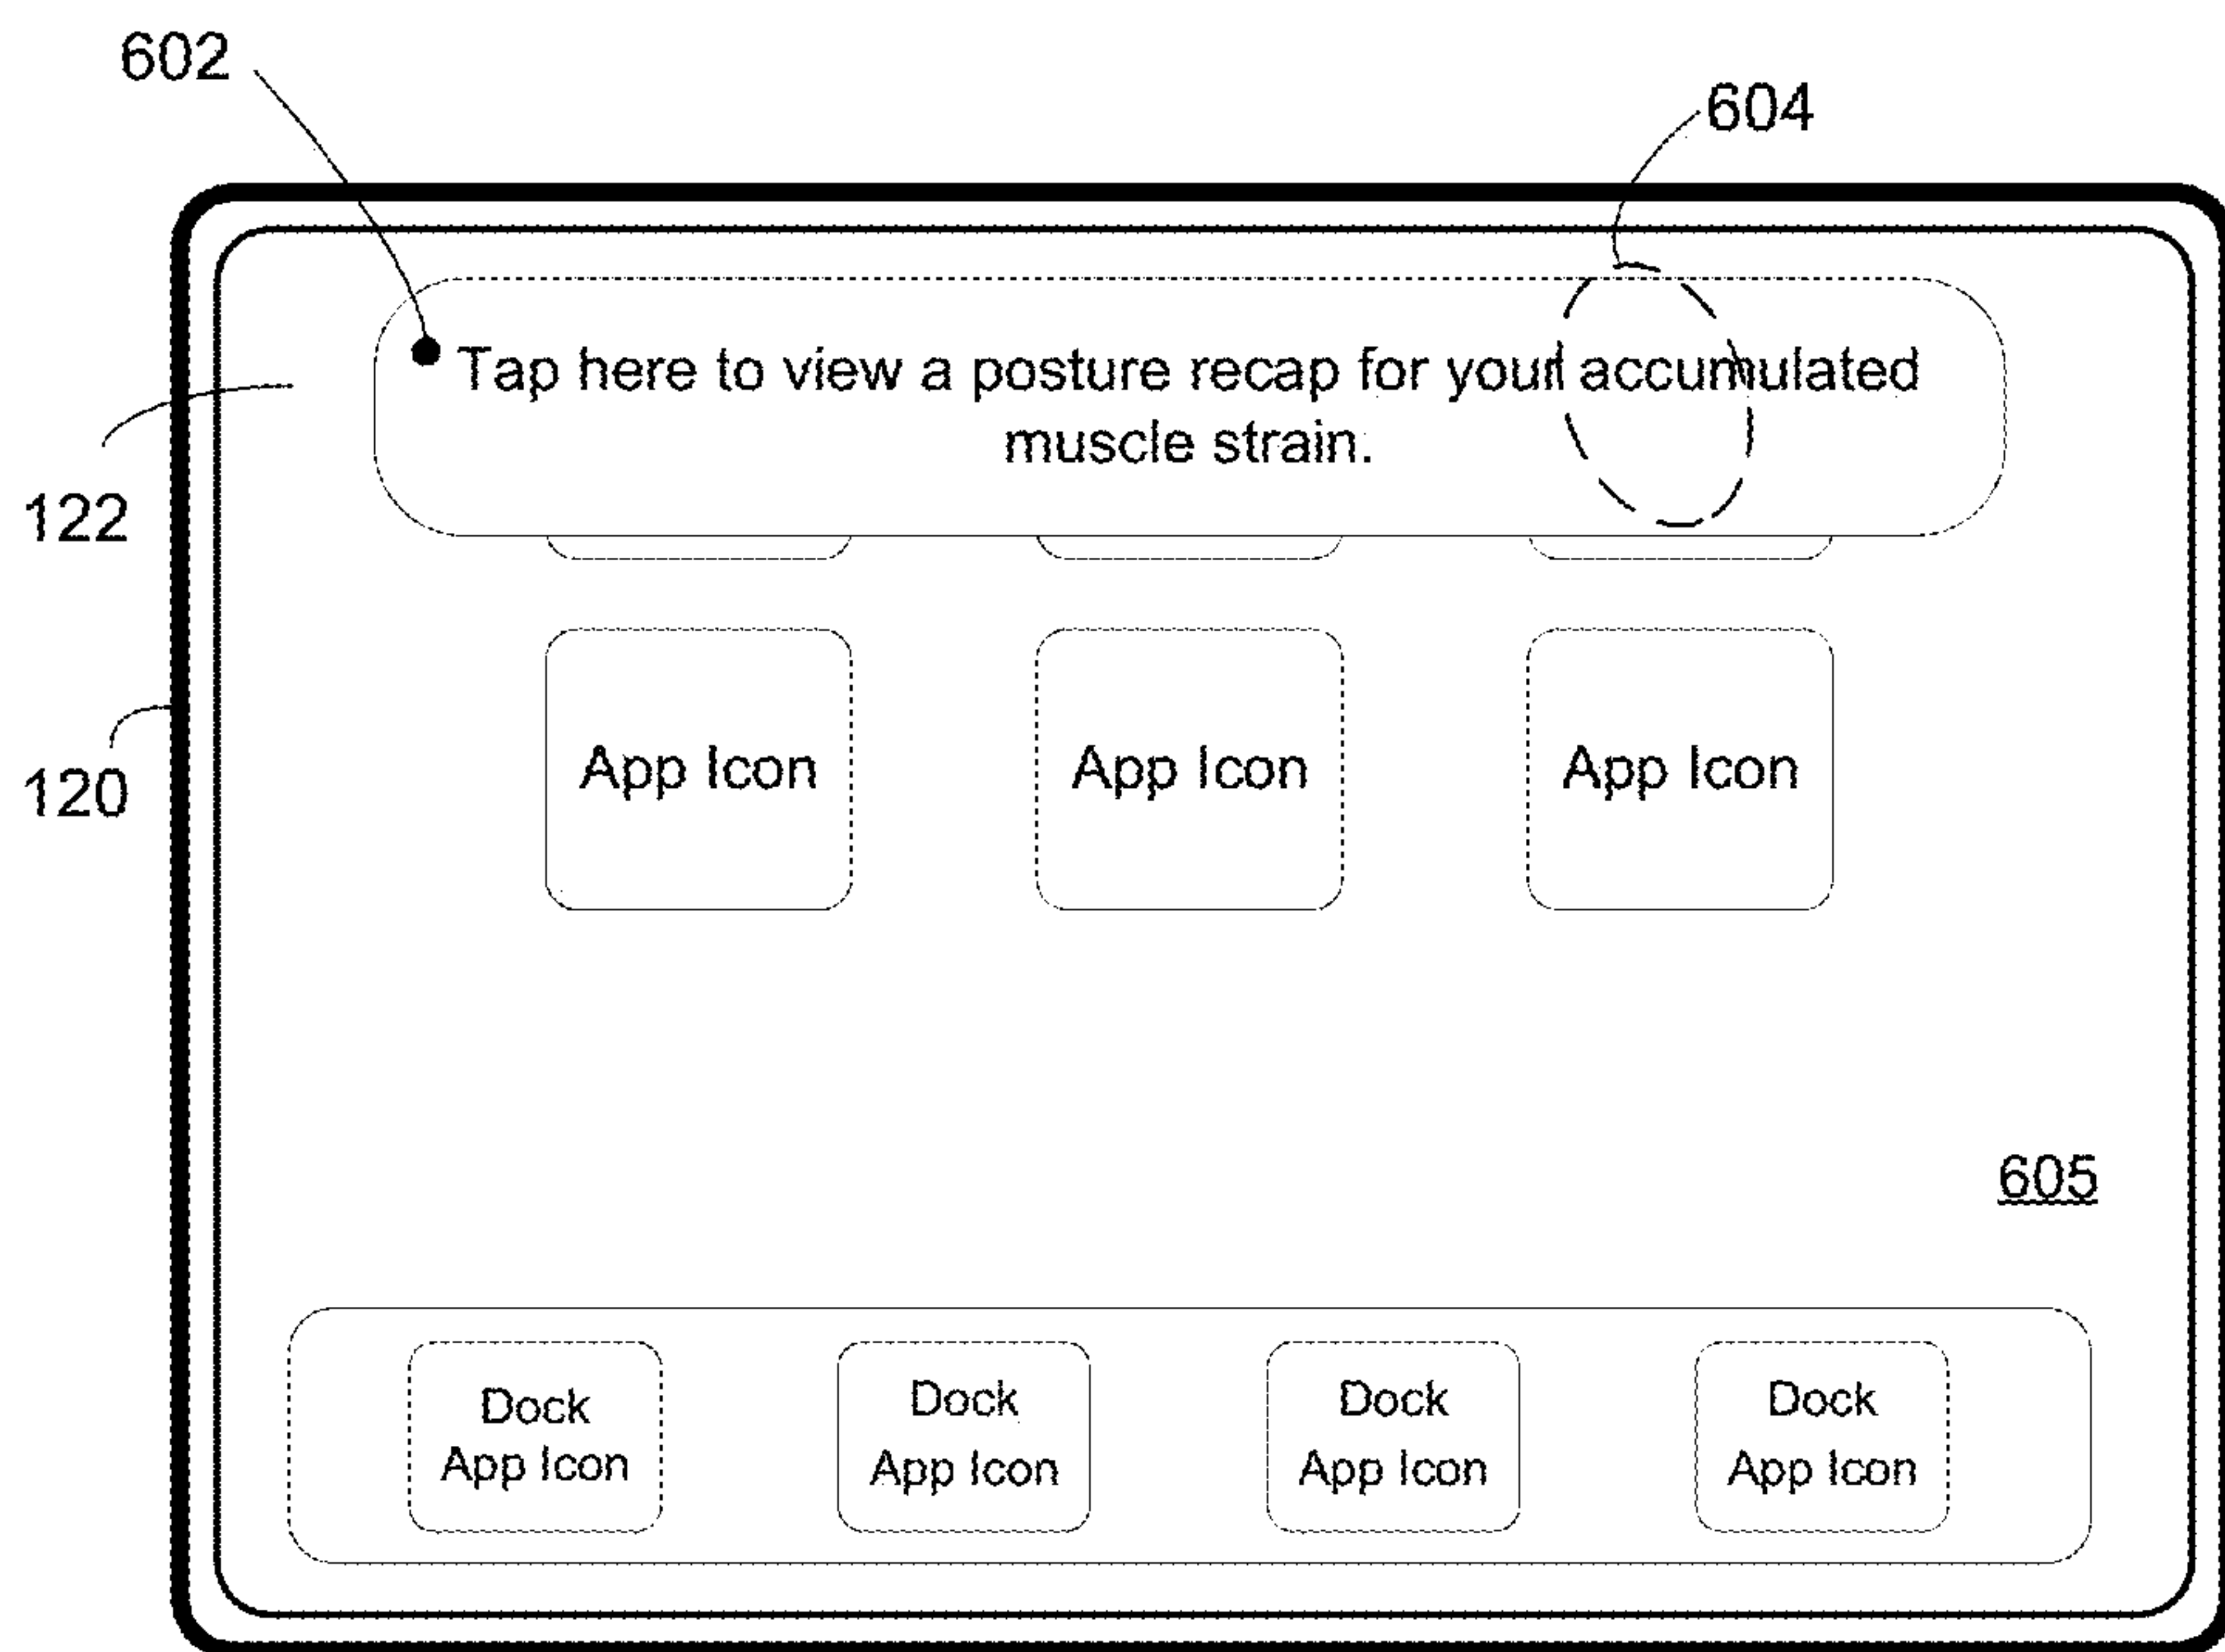 602
604
Tap here to view a posture recap for your accumulated
muscle strain.
122
App Icon App Icon App Icon
120
605
Dock Dock Dock Dock
App Icon App Icon App Icon App Icon